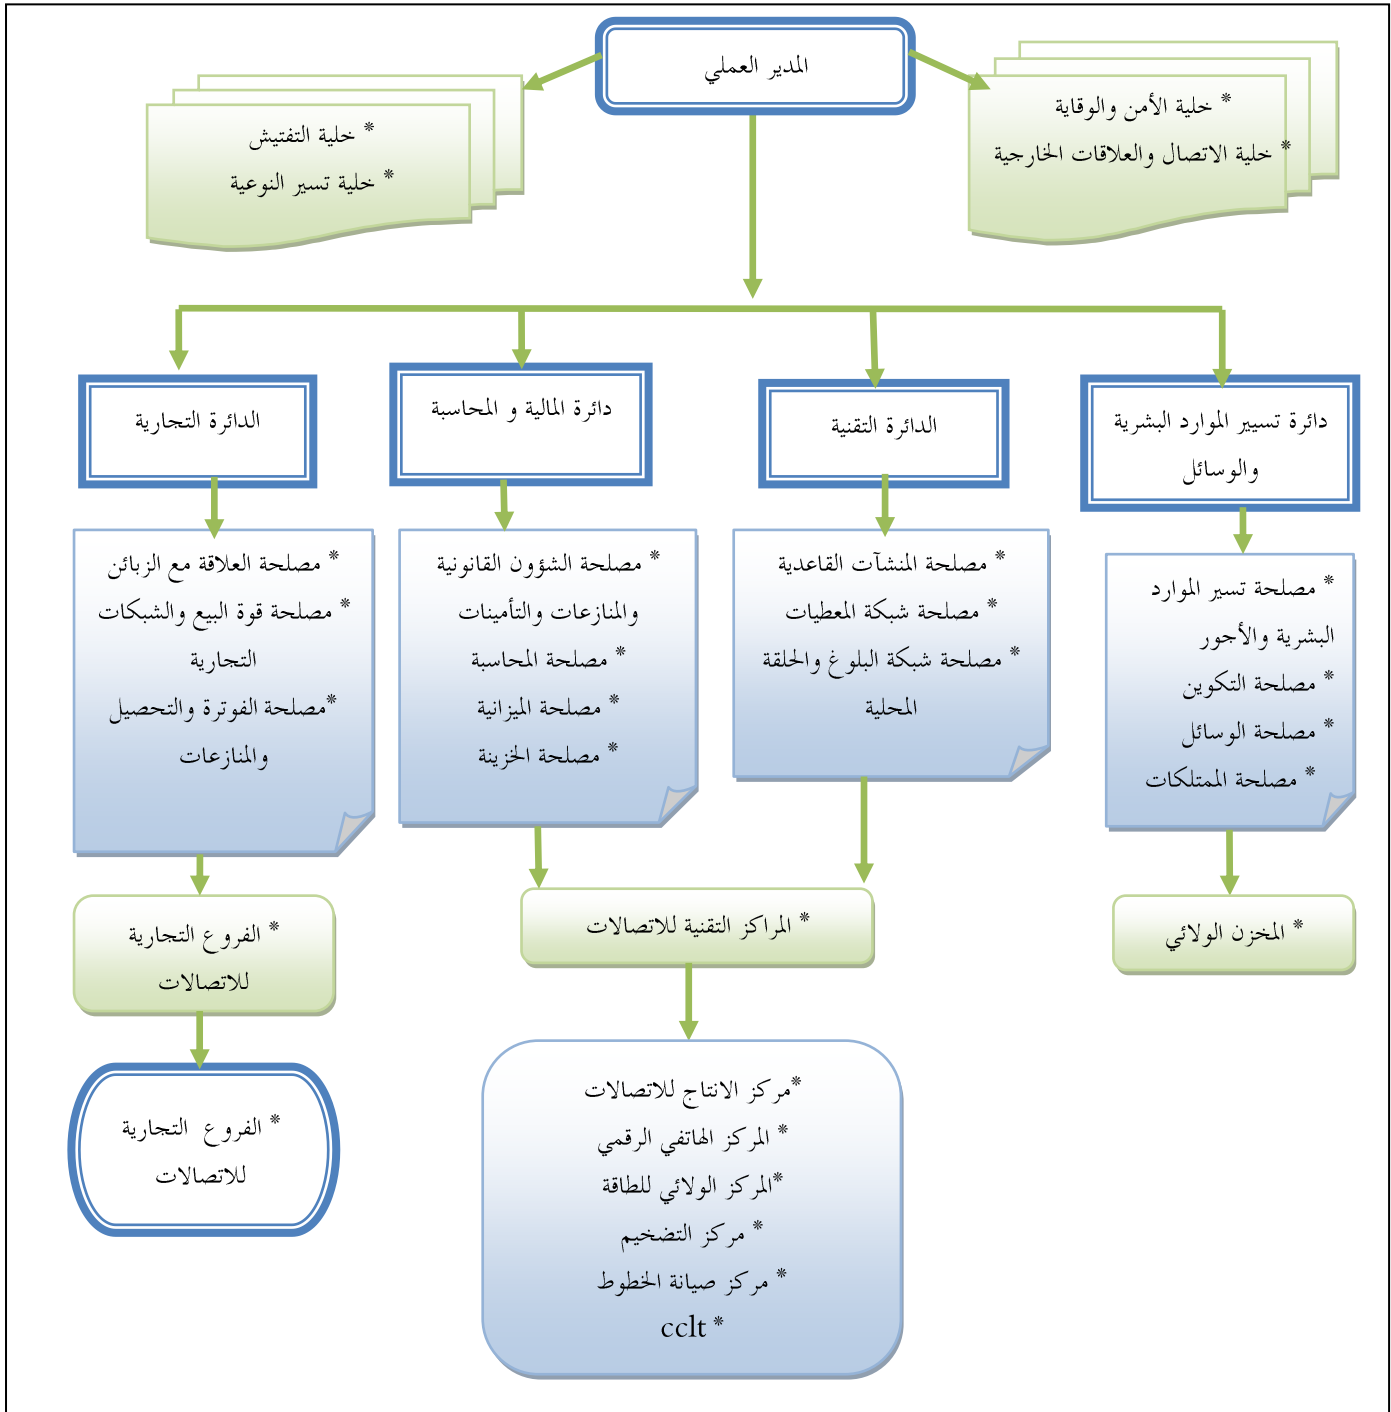 المدير العملي
* خلية الأمن والوقاية
* خلية الاتصال والعلاقات الخارجية
* خلية التفتيش
* خلية تسير النوعية
دائرة تسيير الموارد البشرية
والوسائل
الدائرة التقنية
دائرة المالية و المحاسبة
الدائرة التجارية
* مصلحة تسير الموارد
البشرية والأجور
* مصلحة التكوين
* مصلحة الوسائل
* مصلحة الممتلكات
* مصلحة المنشآت القاعدية
* مصلحة شبكة المعطيات
* مصلحة شبكة البلوغ والحلقة
المحلية
* مصلحة الشؤون القانونية
والمنازعات والتأمينات
* مصلحة المحاسبة
* مصلحة الميزانية
* مصلحة الخزينة
* مصلحة العلاقة مع الزبائن
* مصلحة قوة البيع والشبكات
التجارية
*مصلحة الفوترة والتحصيل
والمنازعات
* المخزن الولائي
* المراكز التقنية للاتصالات
* الفروع التجارية
للاتصالات
*مركز الانتاج للاتصالات
* المركز الهاتفي الرقمي
*المركز الولائي للطاقة
* مركز التضخيم
* مركز صيانة الخطوط
* cclt
* الفروع التجارية
للاتصالات